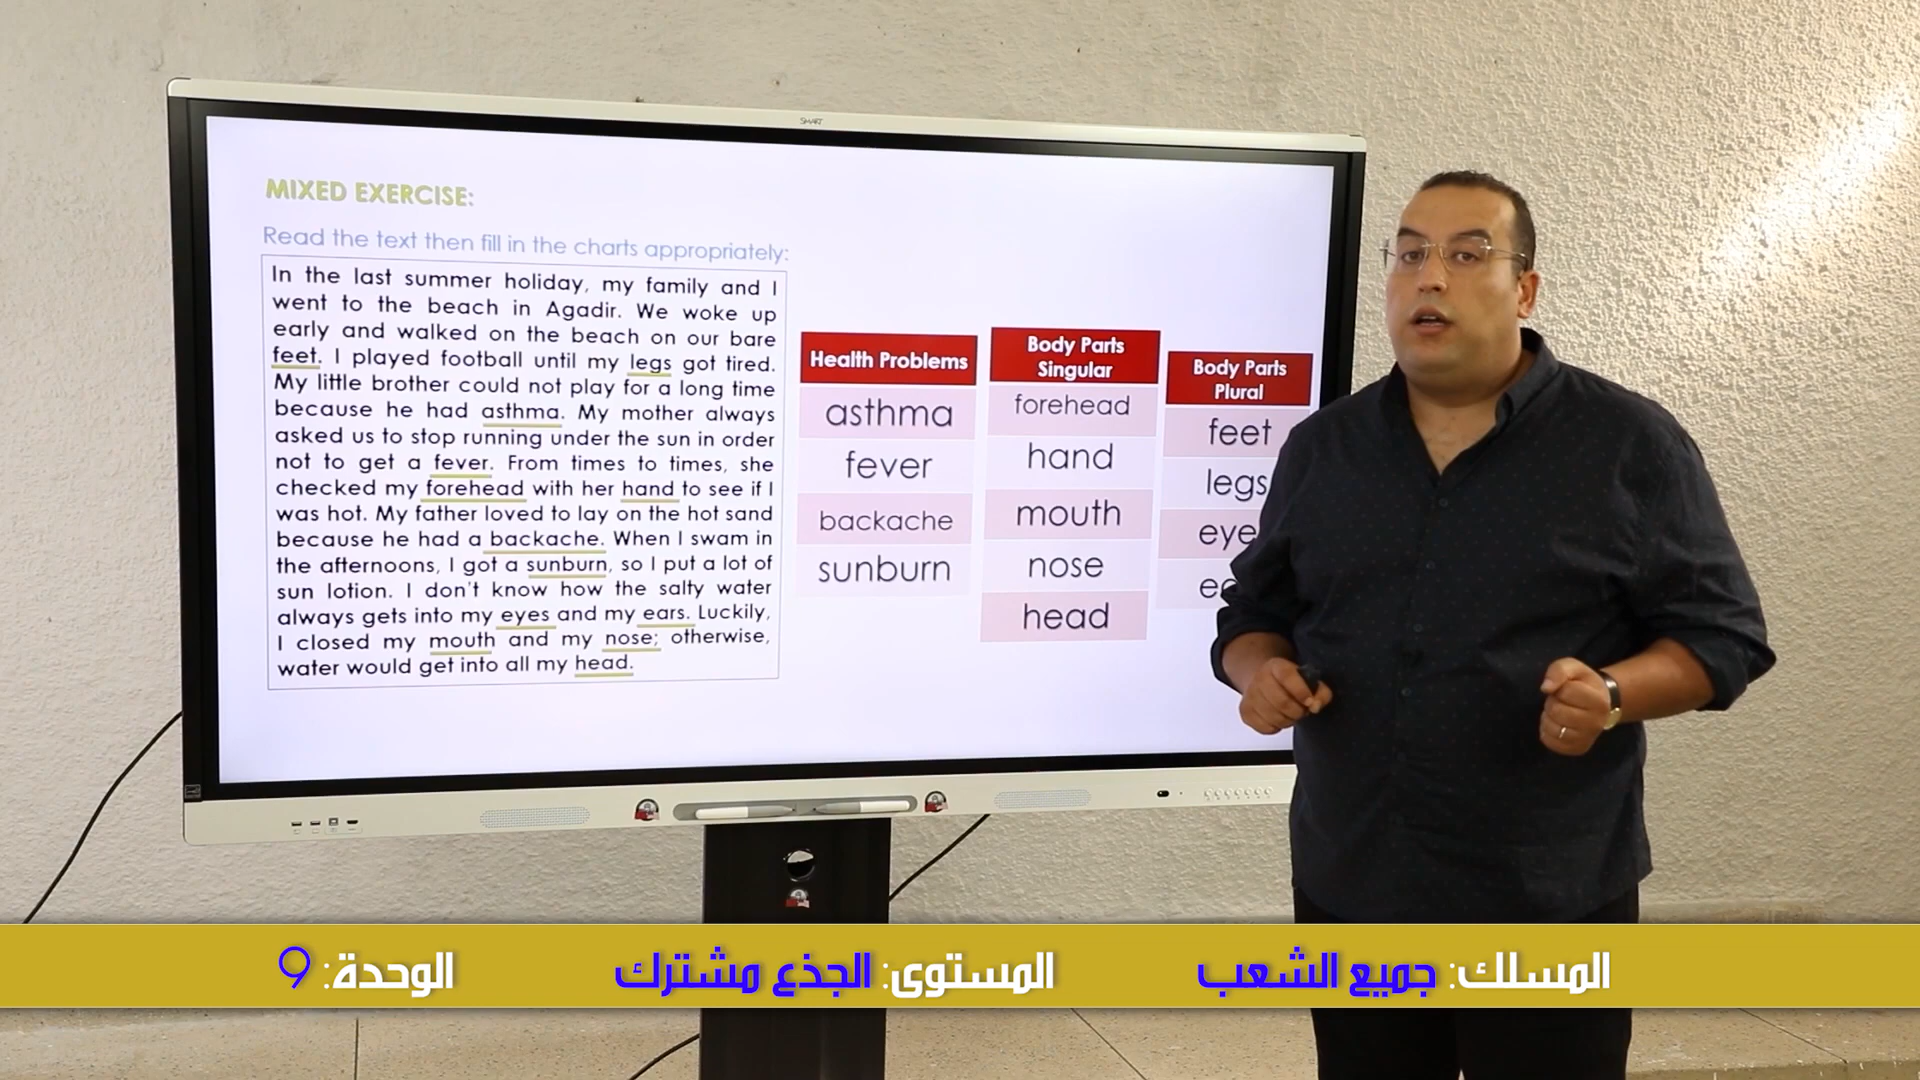 SMART
MIXED EXERCISE:
Read the text then fill in the charts appropriately:
In the last summer holiday, my family and I
went to the beach in Agadir. We woke up
early and walked on the beach on our bare
feet. I played football until my legs got tired.
My little brother could not play for a long time
because he had asthma. My mother always
asked us to stop running under the sun in order
not to get a fever. From times to times, she
checked my forehead with her hand to see if I
was hot. My father loved to lay on the hot sand
because he had a backache. When I swam in
the afternoons, I got a sunburn, so I put a lot of
sun lotion. I don't know how the salty water
always gets into my eyes and my ears. Luckily,
I closed my mouth and my nose; otherwise,
water would get into all my head.
Health Problems
asthma
fever
backache
sunburn
Body Parts
Singular
forehead
hand
mouth
nose
head
Body Parts
Plural
feet
legs
eye
المسلك: جميع الشعب
المستوى: الجذع مشترك
الوحدة: 9